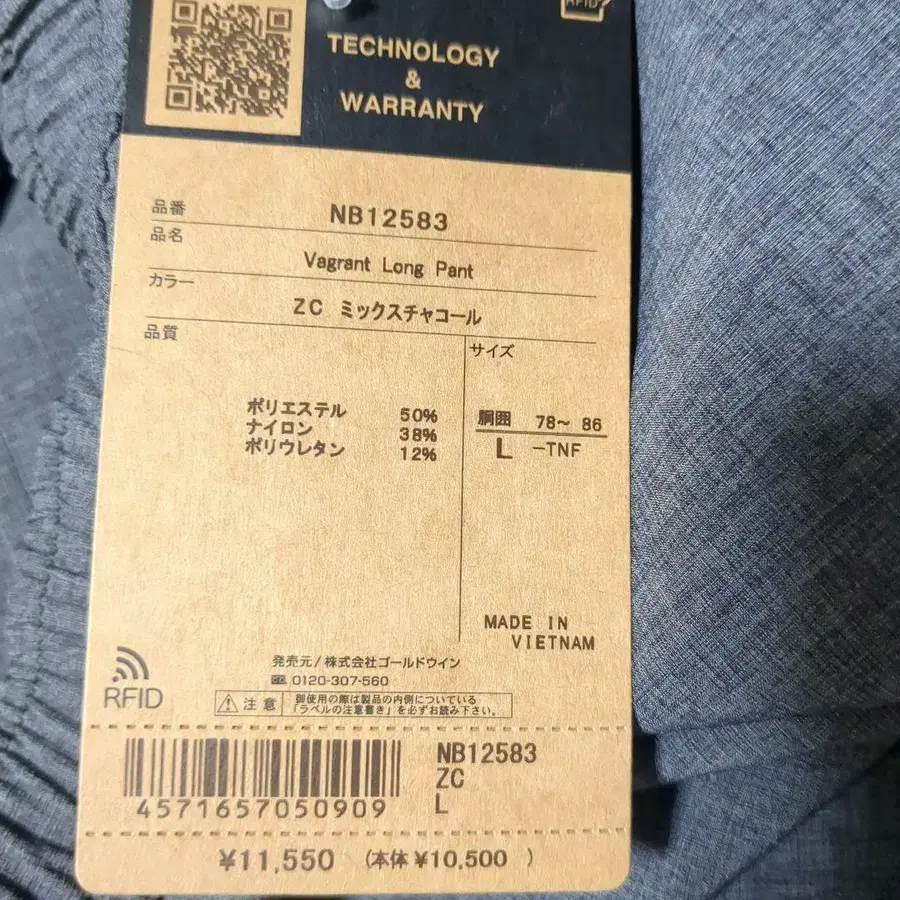 RFID
TECHNOLOGY
&
WARRANTY
品番 NB12583
品名 Vagrant Long Pant
カラー ZC ミックスチャコール
品質
サイズ
ポリエステル 50%
ナイロン 38%
ポリウレタン 12%
胴囲 78~ 86
L -TNF
MADE IN
VIETNAM
発売元/株式会社ゴールドウイン
0120-307-560
RFID
注意 御使用の際は製品の内側についている
「ラベルの注意書き」を必ずお読み下さい。
4571657050909
NB12583
ZC
L
¥11,550 (本体 ¥10,500 )